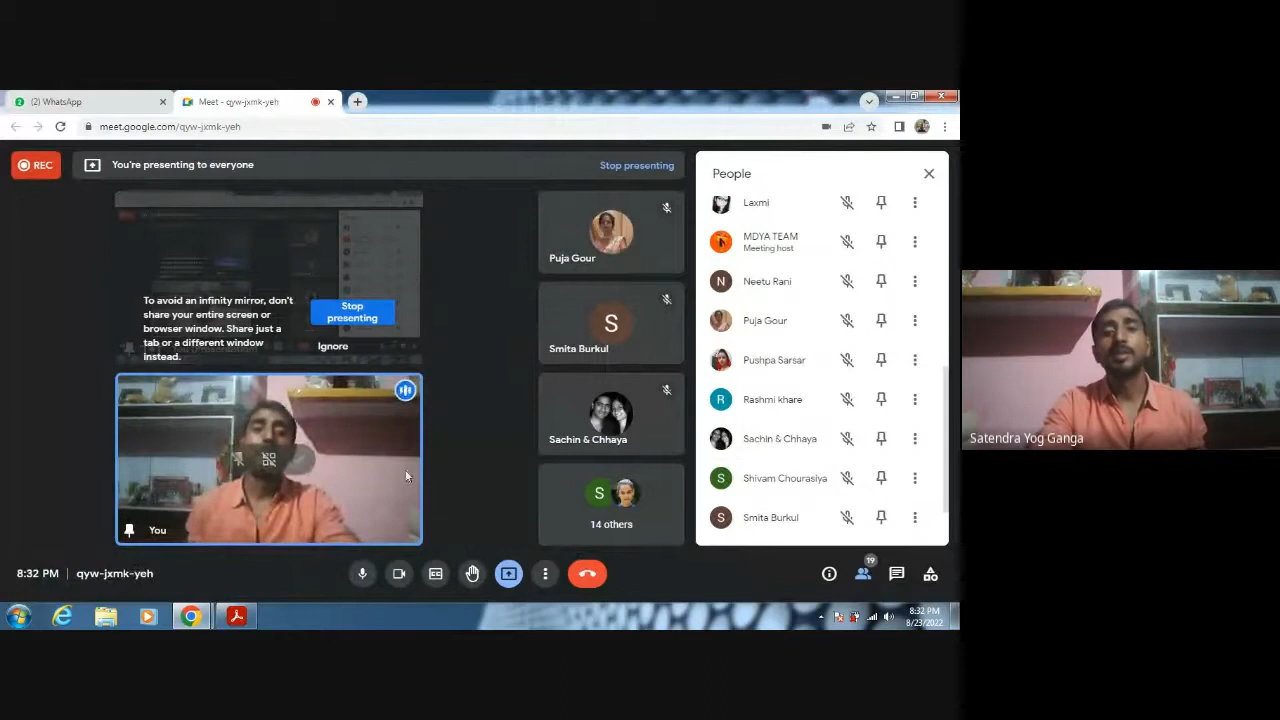 (2) WhatsApp
Meet - qyw-jxmk-yeh
meet.google.com/qyw-jxmk-yeh
REC
You're presenting to everyone
Stop presenting
To avoid an infinity mirror, don't
share your entire screen or
browser window. Share just a
tab or a different window
instead.
Stop
presenting
Ignore
You
Puja Gour
S
Smita Burkul
Sachin & Chhaya
S
14 others
People
Laxmi
MDYA TEAM
Meeting host
N
Neetu Rani
Puja Gour
Pushpa Sarsar
R
Rashmi khare
Sachin & Chhaya
S
Shivam Chourasiya
S
Smita Burkul
8:32 PM | qyw-jxmk-yeh
19
8:32 PM
8/23/2022
Satendra Yog Ganga